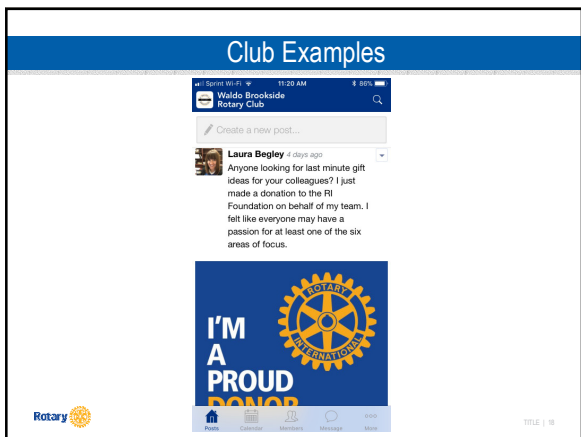 Club Examples
Sprint Wi-Fi 11:20 AM 86%
Waldo Brookside
Rotary Club
Create a new post...
Laura Begley 4 days ago
Anyone looking for last minute gift
ideas for your colleagues? I just
made a donation to the RI
Foundation on behalf of my team. I
felt like everyone may have a
passion for at least one of the six
areas of focus.
ROTARY
INTERNATIONAL
I'M
A
PROUD
DONOR
Posts Calendar Members Message More
Rotary
TITLE | 18